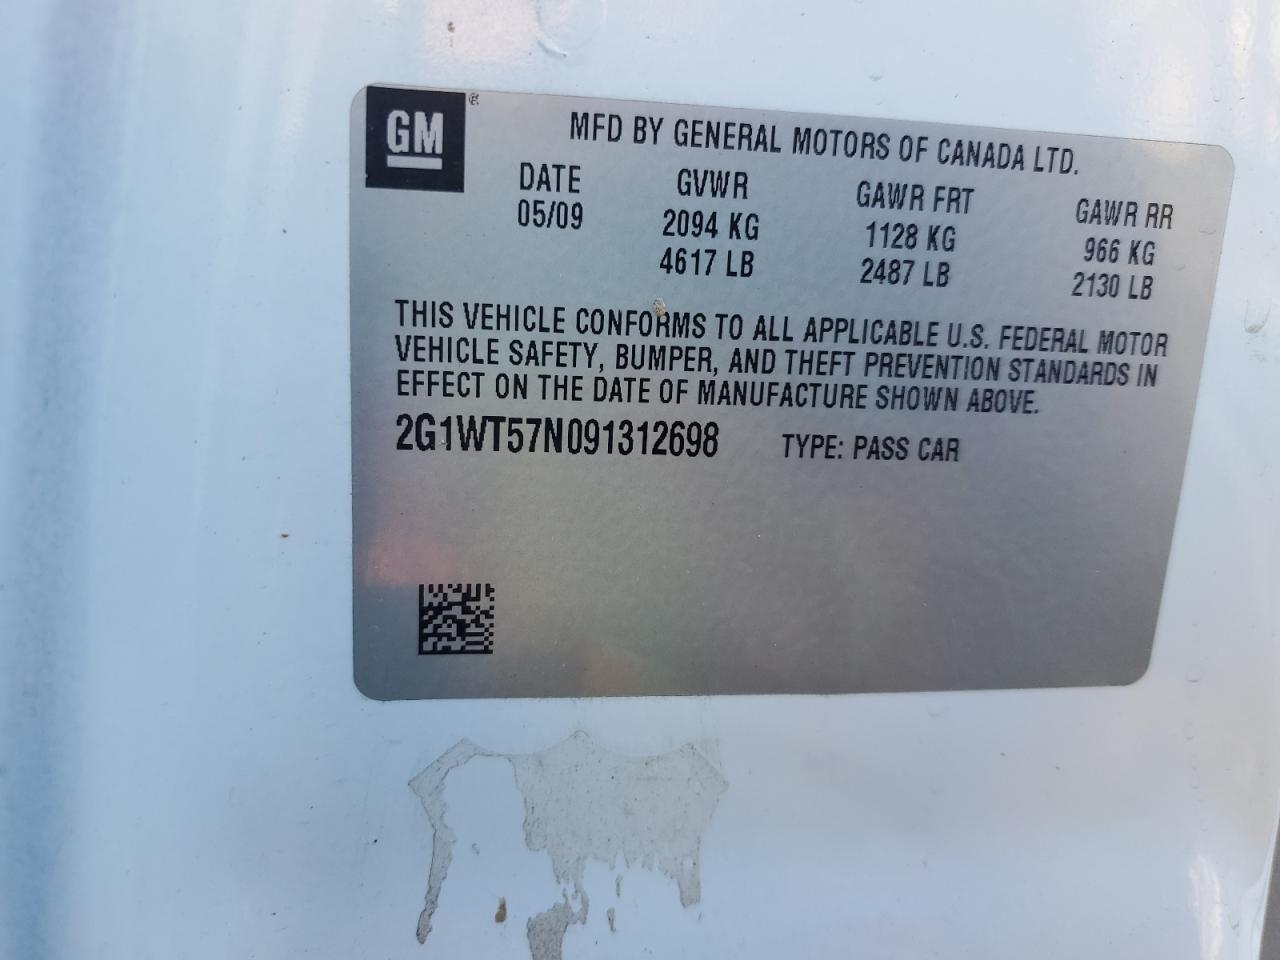 GM ®
MFD BY GENERAL MOTORS OF CANADA LTD.
DATE GVWR GAWR FRT GAWR RR
05/09 2094 KG 1128 KG 966 KG
4617 LB 2487 LB 2130 LB
THIS VEHICLE CONFORMS TO ALL APPLICABLE U.S. FEDERAL MOTOR
VEHICLE SAFETY, BUMPER, AND THEFT PREVENTION STANDARDS IN
EFFECT ON THE DATE OF MANUFACTURE SHOWN ABOVE.
2G1WT57N091312698 TYPE: PASS CAR